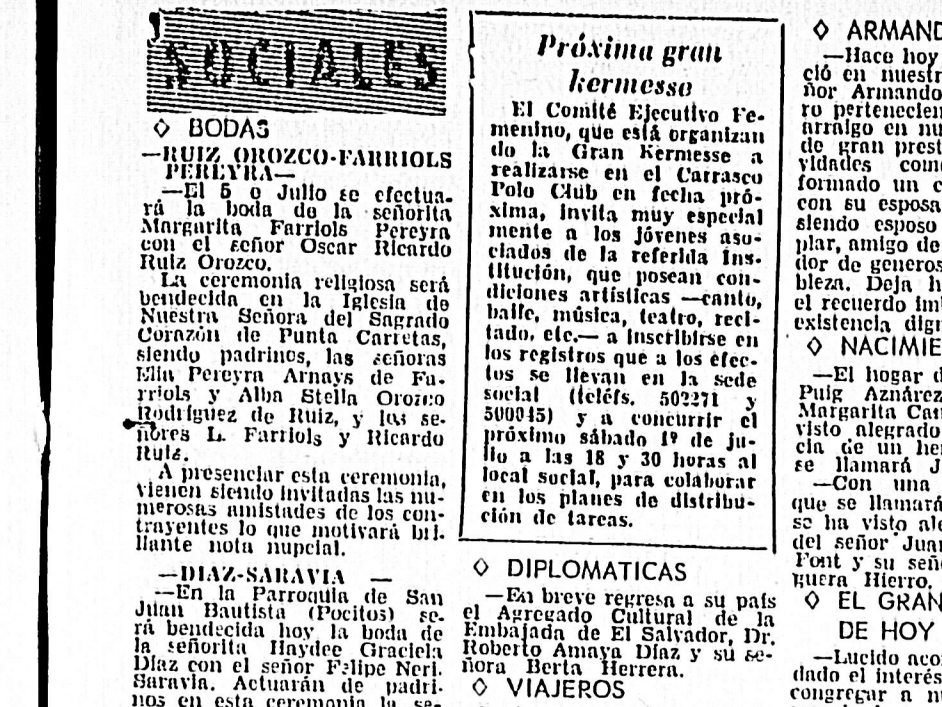 SOCIALES
◊ BODAS
—RUIZ OROZCO-FARRIOLS
PEREYRA—
—El 5 o Julio se efectua-
rá la boda de la señorita
Margarita Farriols Pereyra
con el señor Oscar Ricardo
Ruiz Orozco.
La ceremonia religiosa será
bendecida en la Iglesia de
Nuestra Señora del Sagrado
Corazón de Punta Carretas,
siendo padrinos, las señoras
Elia Pereyra Arnays de Fa-
rriols y Alba Stella Orozco
Rodríguez de Ruiz, y los se-
ñores L. Farriols y Ricardo
Ruiz.
A presenciar esta ceremonia,
vienen siendo invitadas las nu-
merosas amistades de los con-
trayentes lo que motivará bri-
llante nota nupcial.
—DIAZ-SARAVIA —
—En la Parroquia de San
Juan Bautista (Pocitos) se-
rá bendecida hoy la boda de
la señorita Haydee Graciela
Díaz con el señor Felipe Neri.
Saravia. Actuarán de padri-
nos en esta ceremonia la se-
Próxima gran
kermesse
El Comité Ejecutivo Fe-
menino, que está organizan
do la Gran Kermesse a
realizarse en el Carrasco
Polo Club en fecha pró-
xima, invita muy especial
mente a los jóvenes aso-
ciados de la referida ins-
titución, que posean con-
diciones artísticas —canto,
baile, música, teatro, reci-
tado, etc.— a inscribirse en
los registros que a los efec-
tos se llevan en la sede
social (teléfs. 502271 y
500945) y a concurrir el
próximo sábado 1º de ju-
lio a las 18 y 30 horas al
local social, para colaborar
en los planes de distribu-
ción de tareas.
◊ DIPLOMATICAS
—En breve regresa a su país
el Agregado Cultural de la
Embajada de El Salvador, Dr.
Roberto Amaya Díaz y su se-
ñora Berta Herrera.
◊ VIAJEROS
◊ ARMAND
—Hace hoy
ció en nuestr
ñor Armando
ro pertenecien
arraigo en nu
de gran prest
vidades como
formado un c
con su esposa
siendo esposo
plar, amigo de
dor de generos
bleza. Deja h
el recuerdo im
existencia dign
◊ NACIMIE
—El hogar d
Puig Aznárez
Margarita Cam
visto alegrado
cia de un her
se llamará J
—Con una
que se llamará
se ha visto ale
del señor Juan
Font y su seño
guera Hierro.
◊ EL GRAN
DE HOY
—Lucido aco
dado el interés
congregar a nu